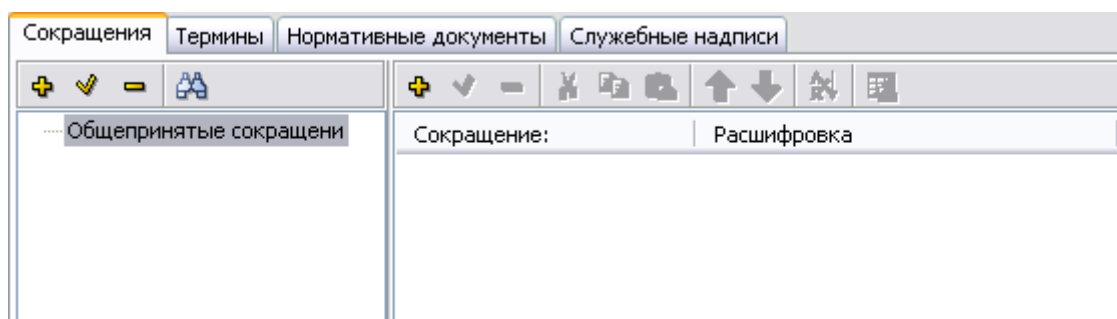 Сокращения Термины Нормативные документы Служебные надписи
Общепринятые сокращени
Сокращение: Расшифровка